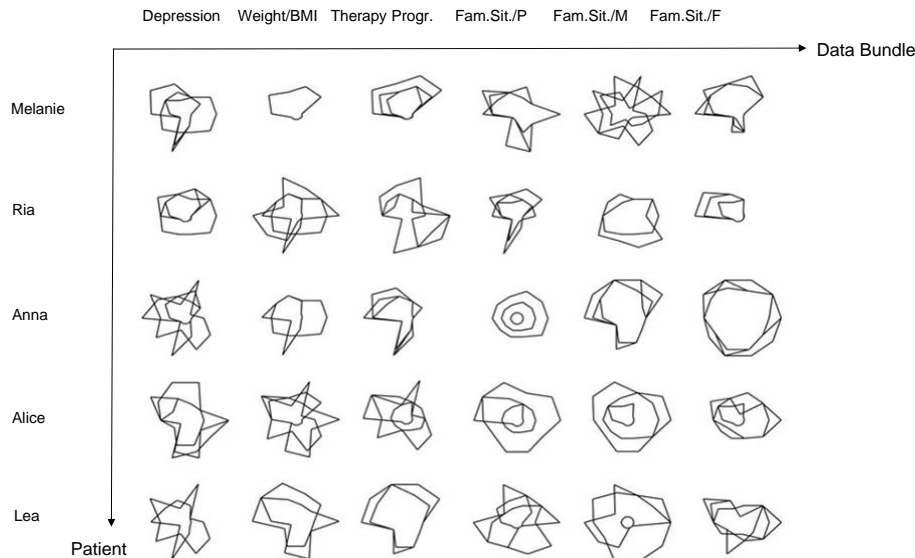 Depression Weight/BMI Therapy Progr. Fam.Sit./P Fam.Sit./M Fam.Sit./F
Data Bundle
Melanie
Ria
Anna
Alice
Lea
Patient